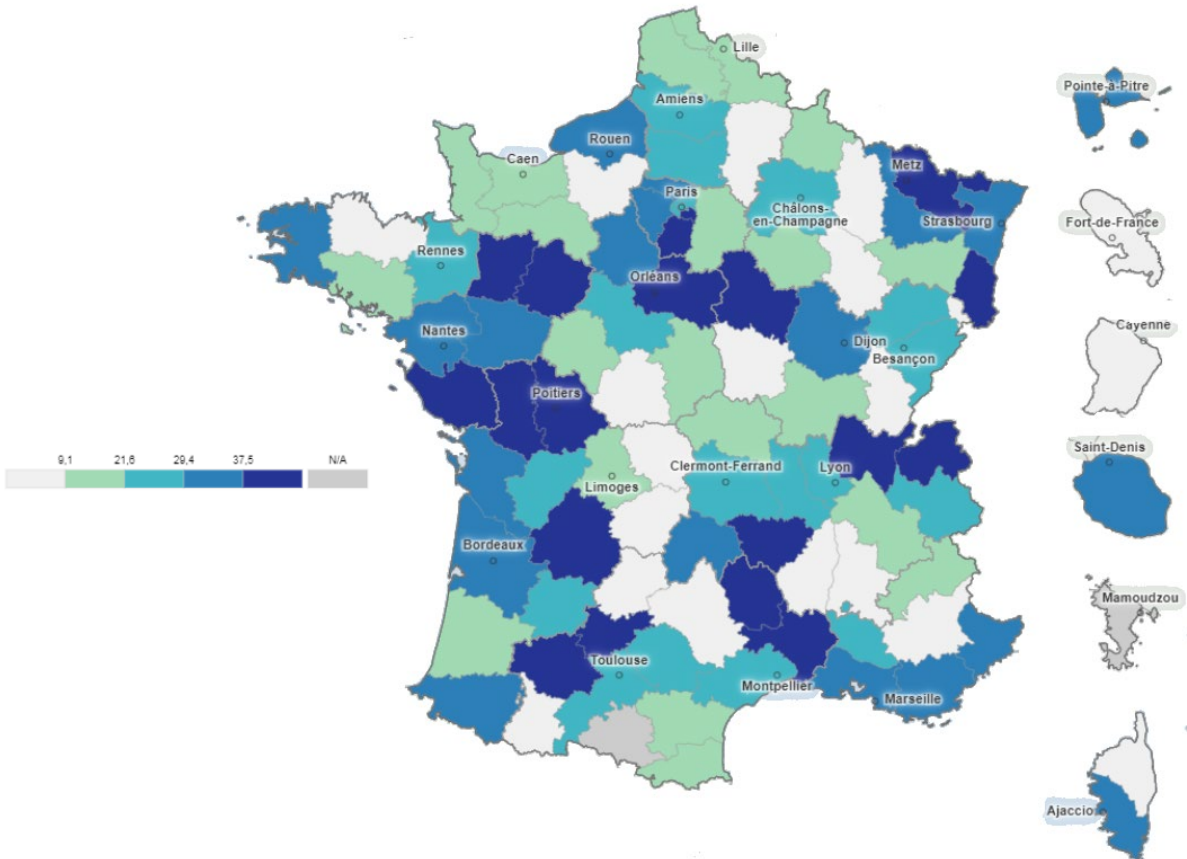 Lille
Pointe-à-Pitre
Amiens
Rouen
Caen
Metz
Paris
Châlons-
en-Champagne
Strasbourg
Fort-de-France
Rennes
Orléans
Cayenne
Nantes
Dijon
Besançon
Poitiers
Saint-Denis
9,1 21,6 29,4 37,5 N/A
Clermont-Ferrand
Lyon
Limoges
Bordeaux
Mamoudzou
Toulouse
Montpellier
Marseille
Ajaccio